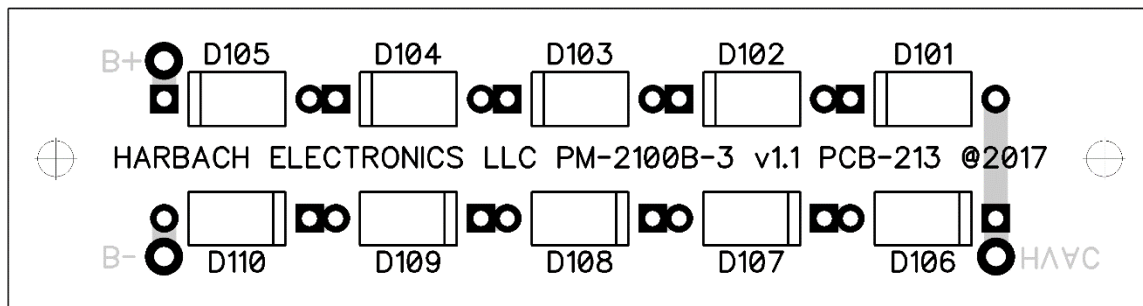 D105 D104 D103 D102 D101
B+
HARBACH ELECTRONICS LLC PM-2100B-3 v1.1 PCB-213 @2017
B- HVAC
D110 D109 D108 D107 D106